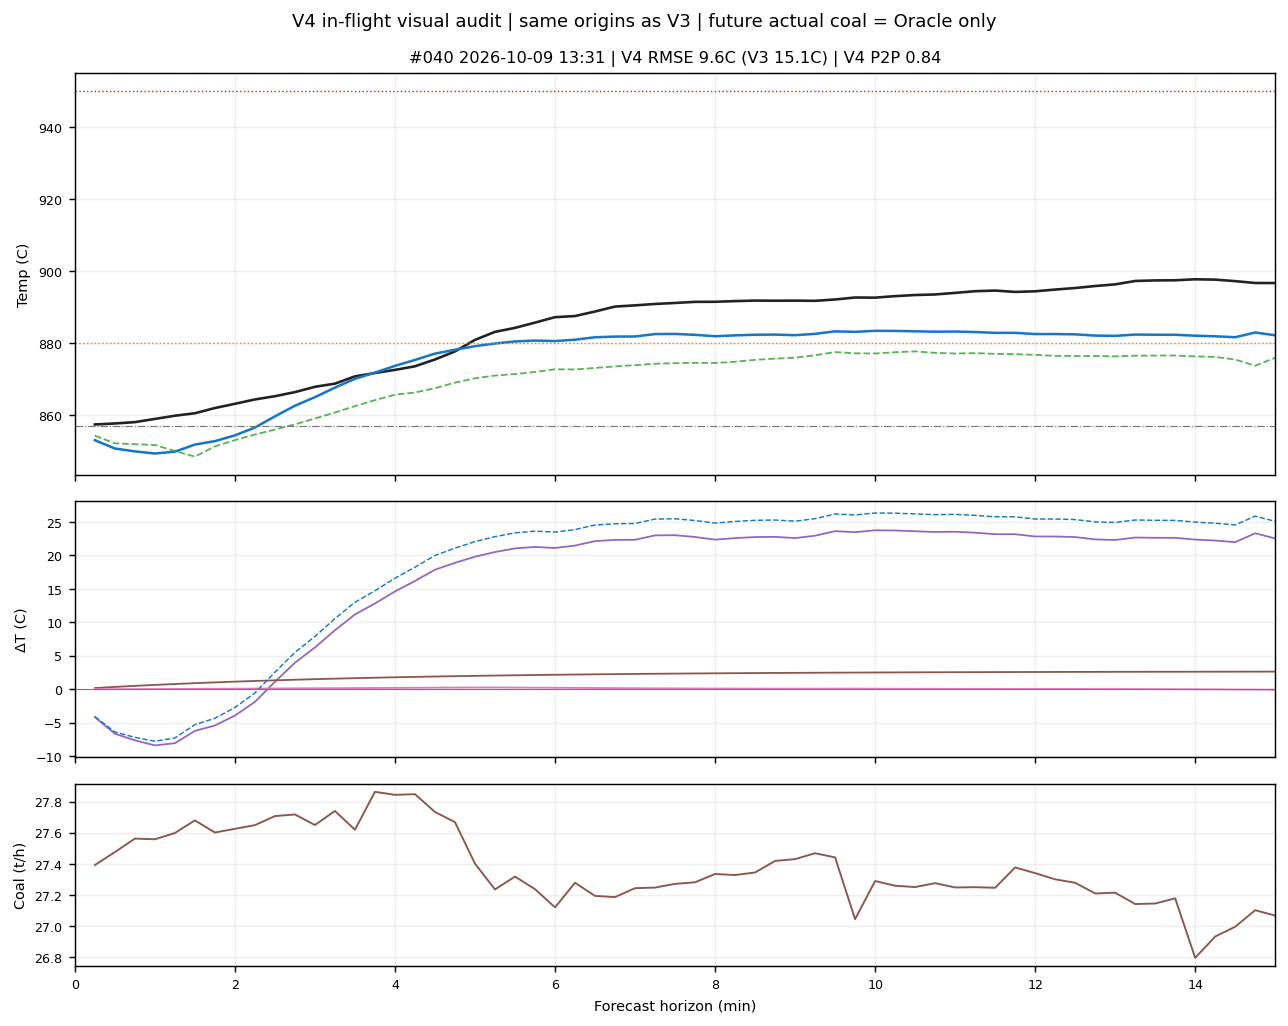 V4 in-flight visual audit | same origins as V3 | future actual coal = Oracle only
#040 2026-10-09 13:31 | V4 RMSE 9.6C (V3 15.1C) | V4 P2P 0.84
Temp (C)
940
920
900
880
860
ΔT (C)
25
20
15
10
5
0
−5
−10
Coal (t/h)
27.8
27.6
27.4
27.2
27.0
26.8
0 2 4 6 8 10 12 14
Forecast horizon (min)